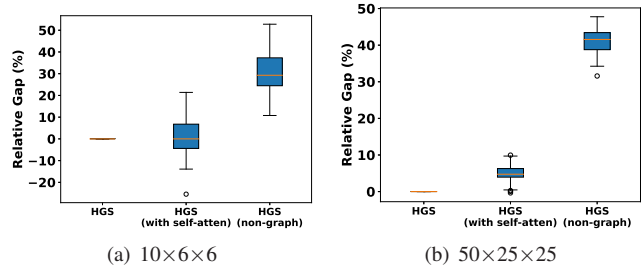 Relative Gap (%)
50
40
30
20
10
0
−10
−20
HGS
HGS
(with self-atten)
HGS
(non-graph)
(a) 10×6×6
Relative Gap (%)
50
40
30
20
10
0
HGS
HGS
(with self-atten)
HGS
(non-graph)
(b) 50×25×25